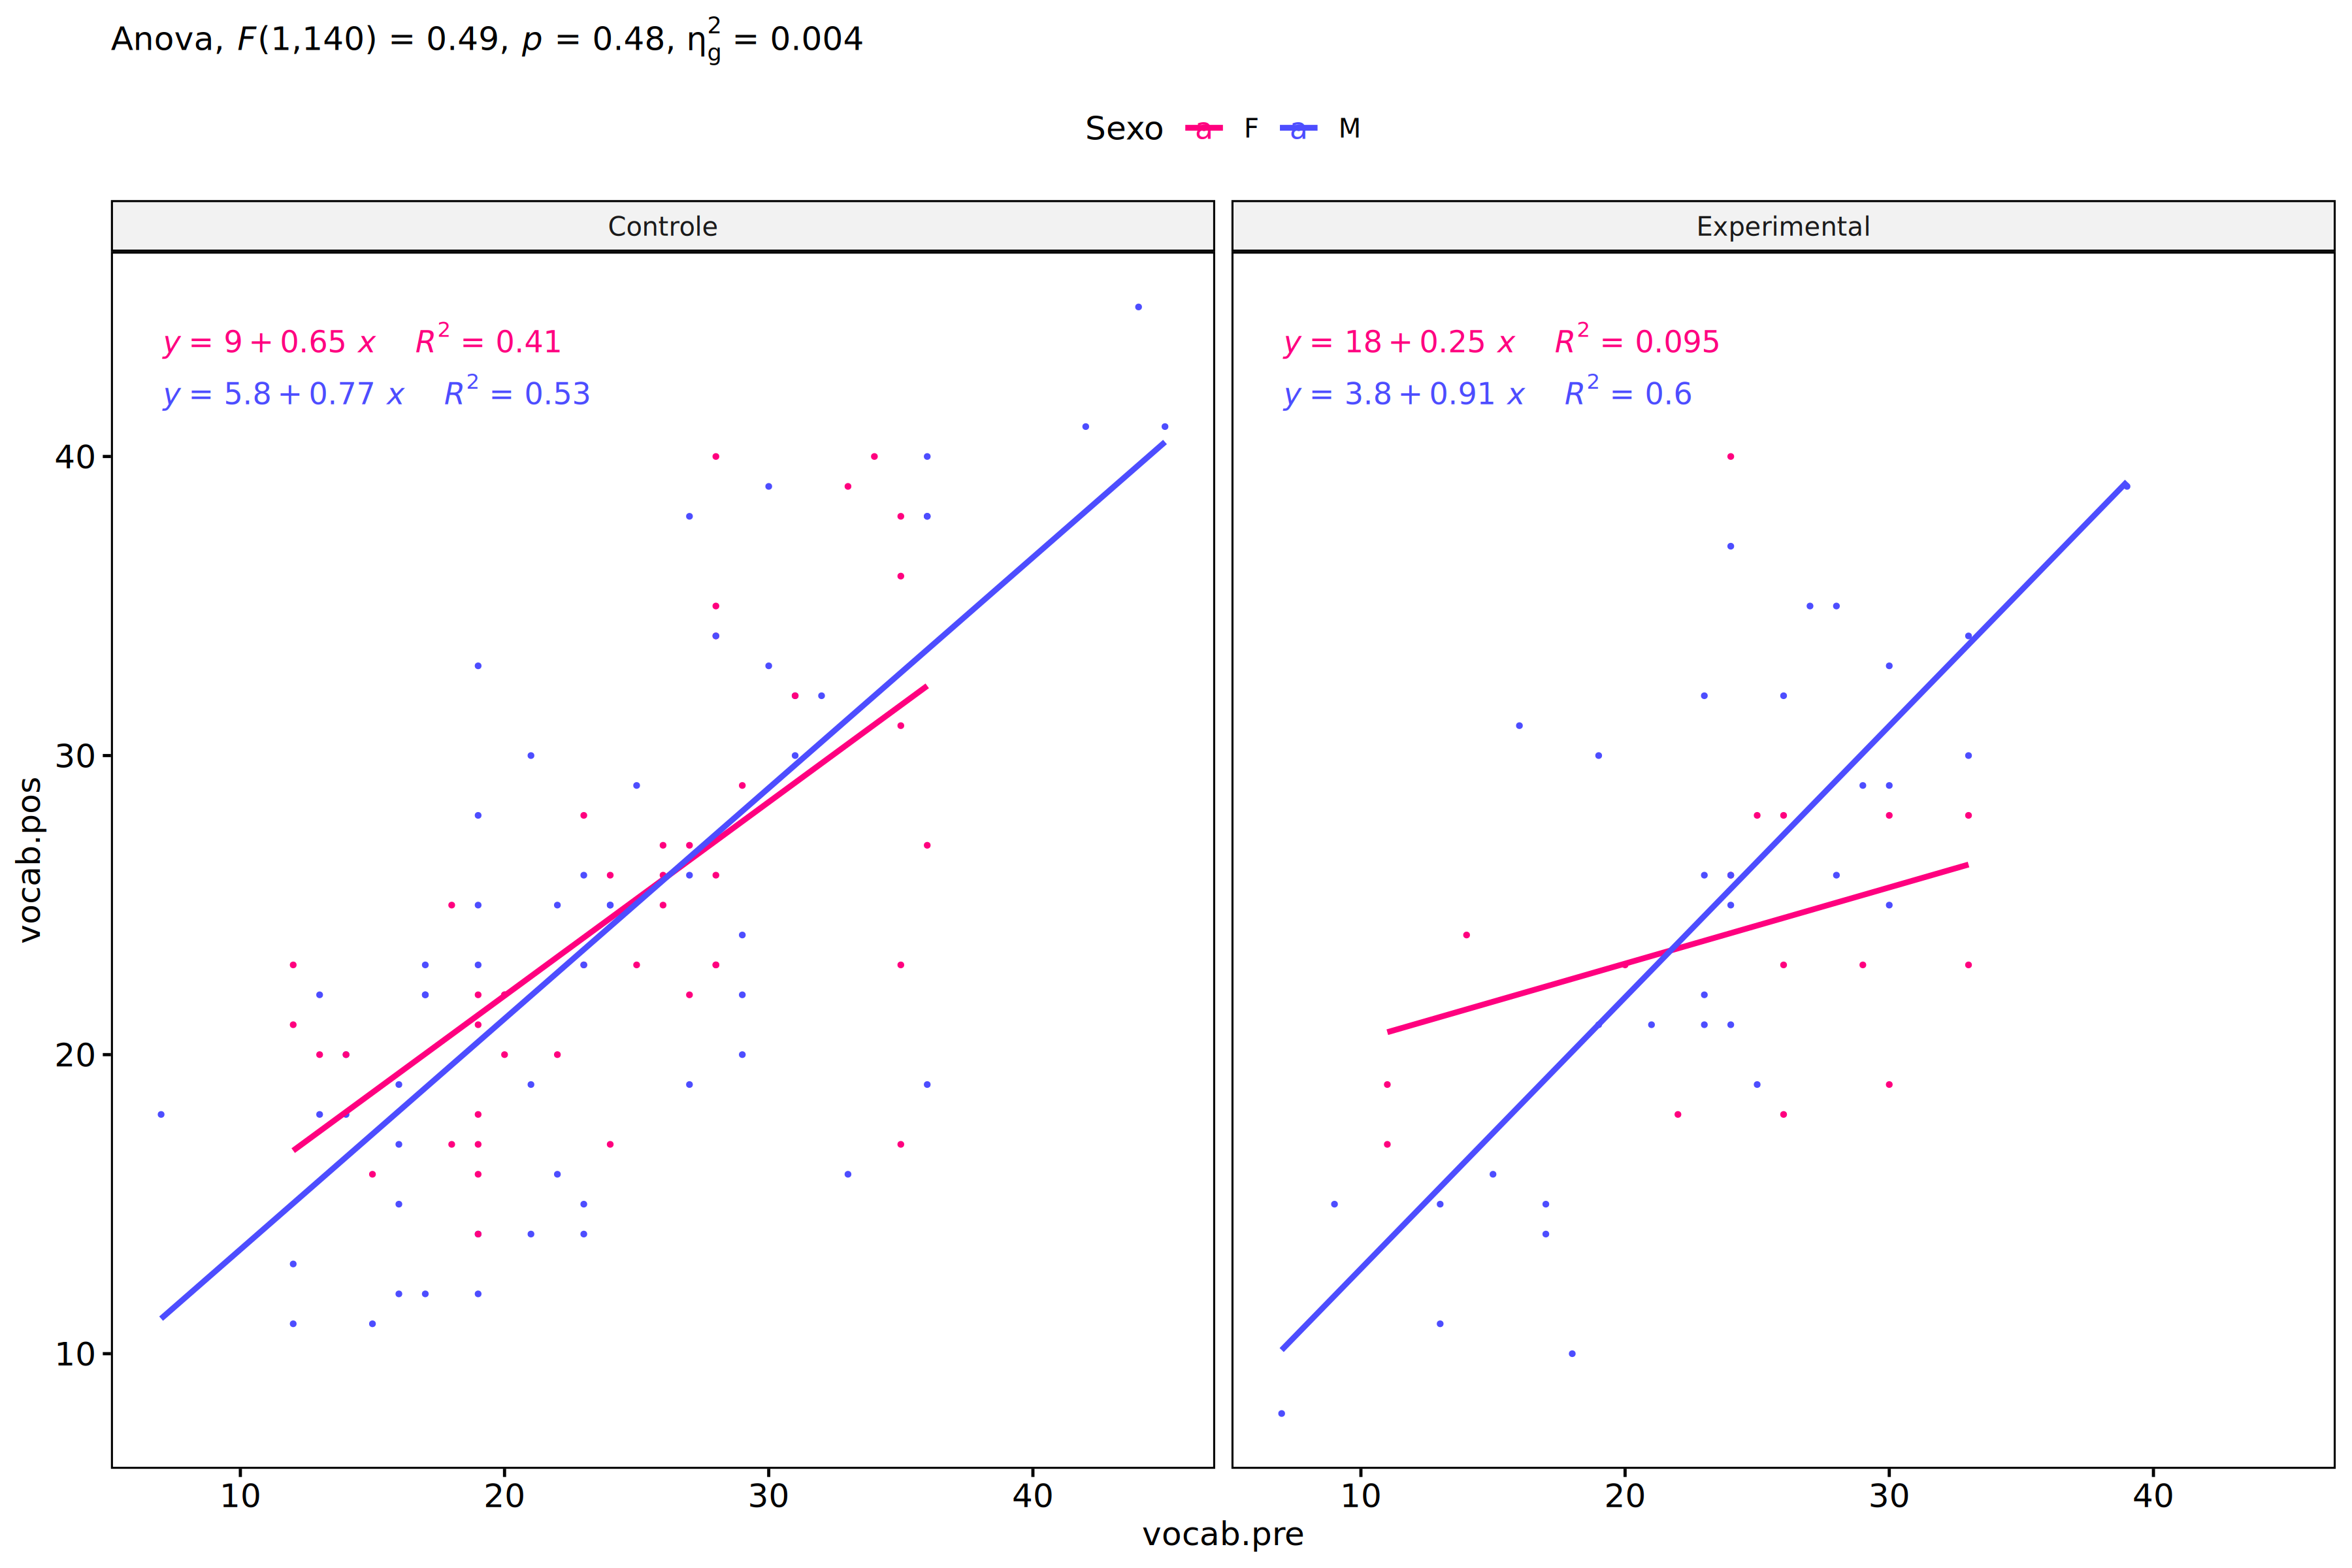 Anova, F(1,140) = 0.49, p = 0.48, η²g = 0.004
Sexo a F a M
Controle
Experimental
y = 9 + 0.65 x R² = 0.41
y = 5.8 + 0.77 x R² = 0.53
y = 18 + 0.25 x R² = 0.095
y = 3.8 + 0.91 x R² = 0.6
vocab.pos
40
30
20
10
10 20 30 40
10 20 30 40
vocab.pre